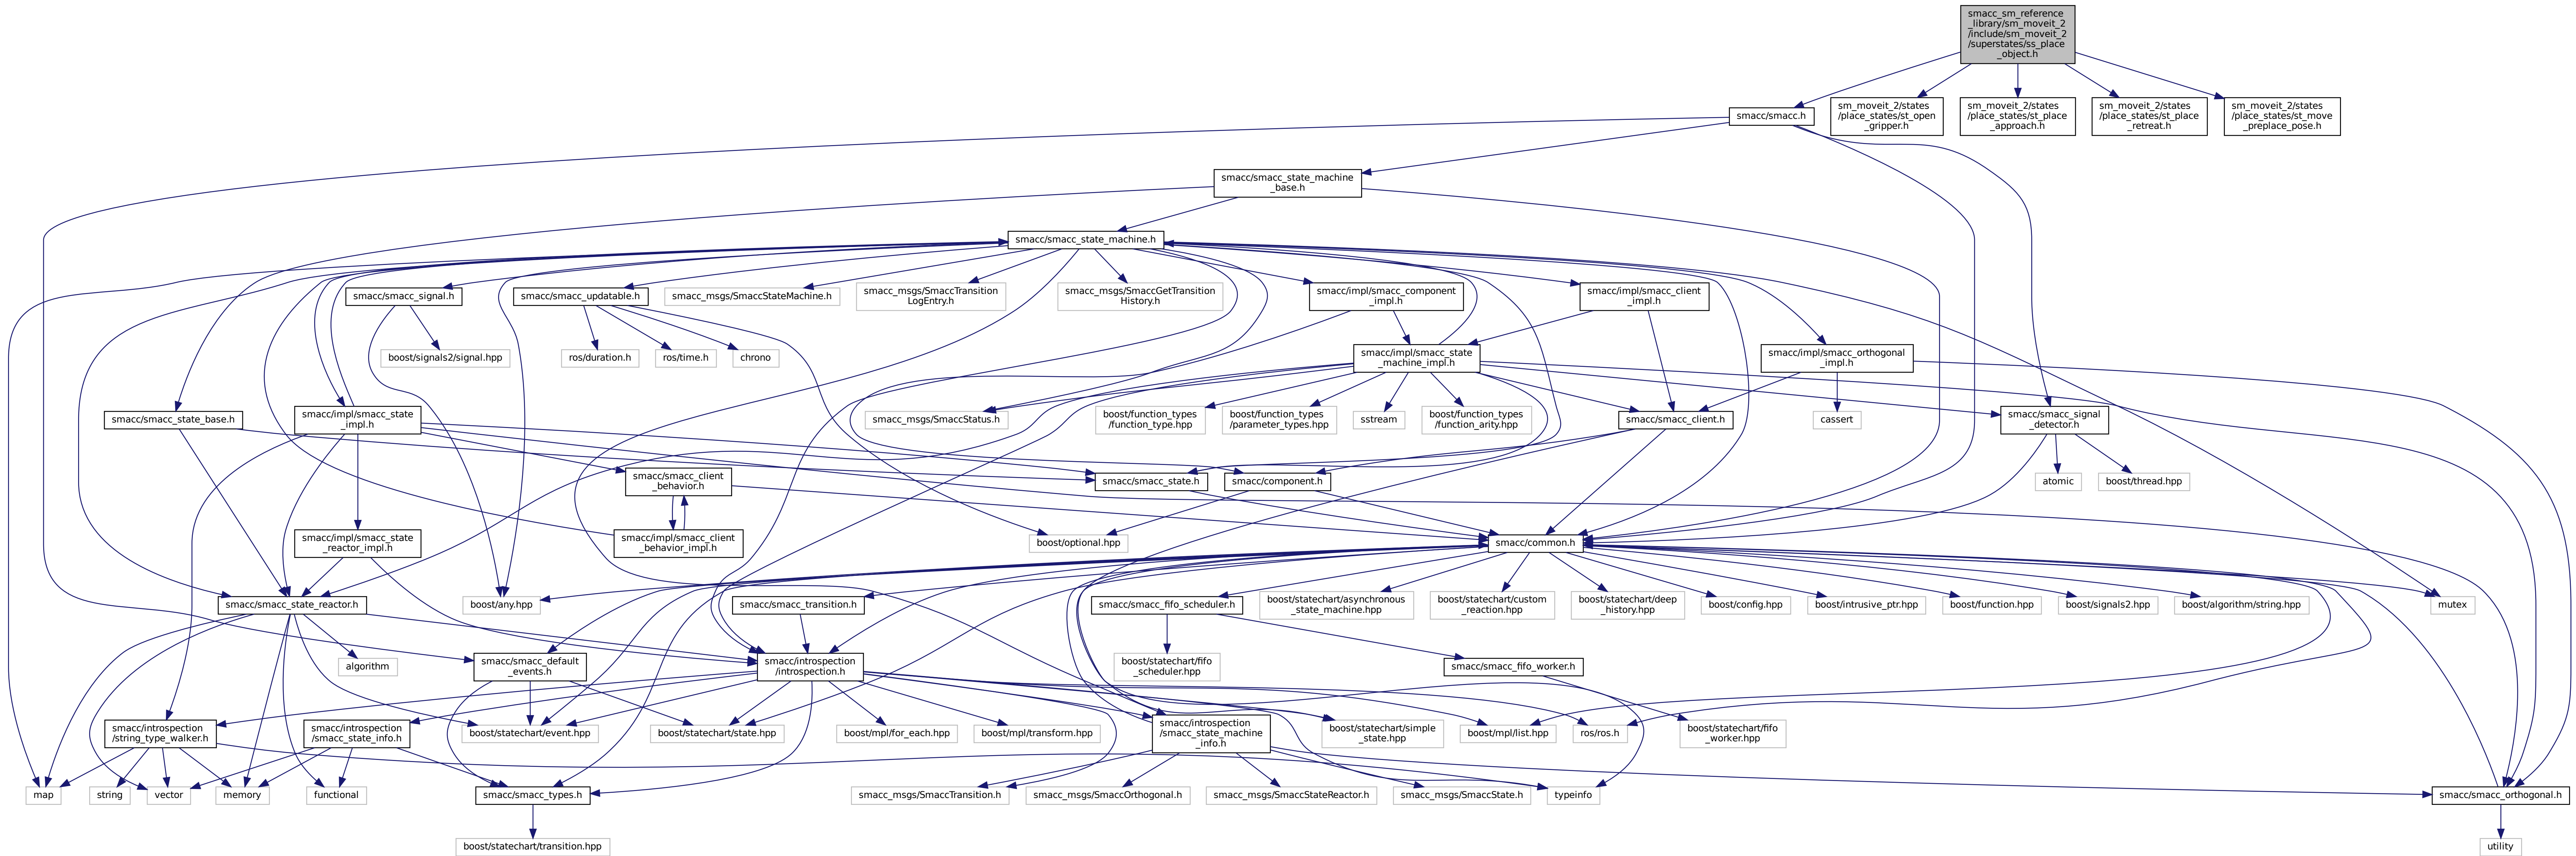 smacc_sm_reference
_library/sm_moveit_2
/include/sm_moveit_2
/superstates/ss_place
_object.h
smacc/smacc.h
sm_moveit_2/states
/place_states/st_open
_gripper.h
sm_moveit_2/states
/place_states/st_place
_approach.h
sm_moveit_2/states
/place_states/st_place
_retreat.h
sm_moveit_2/states
/place_states/st_move
_preplace_pose.h
smacc/smacc_state_machine
_base.h
smacc/smacc_state_machine.h
smacc/smacc_signal.h
smacc/smacc_updatable.h
smacc_msgs/SmaccStateMachine.h
smacc_msgs/SmaccTransition
LogEntry.h
smacc_msgs/SmaccGetTransition
History.h
smacc/impl/smacc_component
_impl.h
smacc/impl/smacc_client
_impl.h
boost/signals2/signal.hpp
ros/duration.h
ros/time.h
chrono
smacc/impl/smacc_state
_machine_impl.h
smacc/impl/smacc_orthogonal
_impl.h
smacc/smacc_state_base.h
smacc/impl/smacc_state
_impl.h
smacc_msgs/SmaccStatus.h
boost/function_types
/function_type.hpp
boost/function_types
/parameter_types.hpp
sstream
boost/function_types
/function_arity.hpp
smacc/smacc_client.h
cassert
smacc/smacc_signal
_detector.h
smacc/smacc_client
_behavior.h
smacc/smacc_state.h
smacc/component.h
atomic
boost/thread.hpp
smacc/impl/smacc_state
_reactor_impl.h
smacc/impl/smacc_client
_behavior_impl.h
boost/optional.hpp
smacc/common.h
smacc/smacc_state_reactor.h
boost/any.hpp
smacc/smacc_transition.h
smacc/smacc_fifo_scheduler.h
boost/statechart/asynchronous
_state_machine.hpp
boost/statechart/custom
_reaction.hpp
boost/statechart/deep
_history.hpp
boost/config.hpp
boost/intrusive_ptr.hpp
boost/function.hpp
boost/signals2.hpp
boost/algorithm/string.hpp
mutex
algorithm
smacc/smacc_default
_events.h
smacc/introspection
/introspection.h
boost/statechart/fifo
_scheduler.hpp
smacc/smacc_fifo_worker.h
smacc/introspection
/string_type_walker.h
smacc/introspection
/smacc_state_info.h
boost/statechart/event.hpp
boost/statechart/state.hpp
boost/mpl/for_each.hpp
boost/mpl/transform.hpp
smacc/introspection
/smacc_state_machine
_info.h
boost/statechart/simple
_state.hpp
boost/mpl/list.hpp
ros/ros.h
boost/statechart/fifo
_worker.hpp
map
string
vector
memory
functional
smacc/smacc_types.h
smacc_msgs/SmaccTransition.h
smacc_msgs/SmaccOrthogonal.h
smacc_msgs/SmaccStateReactor.h
smacc_msgs/SmaccState.h
typeinfo
smacc/smacc_orthogonal.h
boost/statechart/transition.hpp
utility